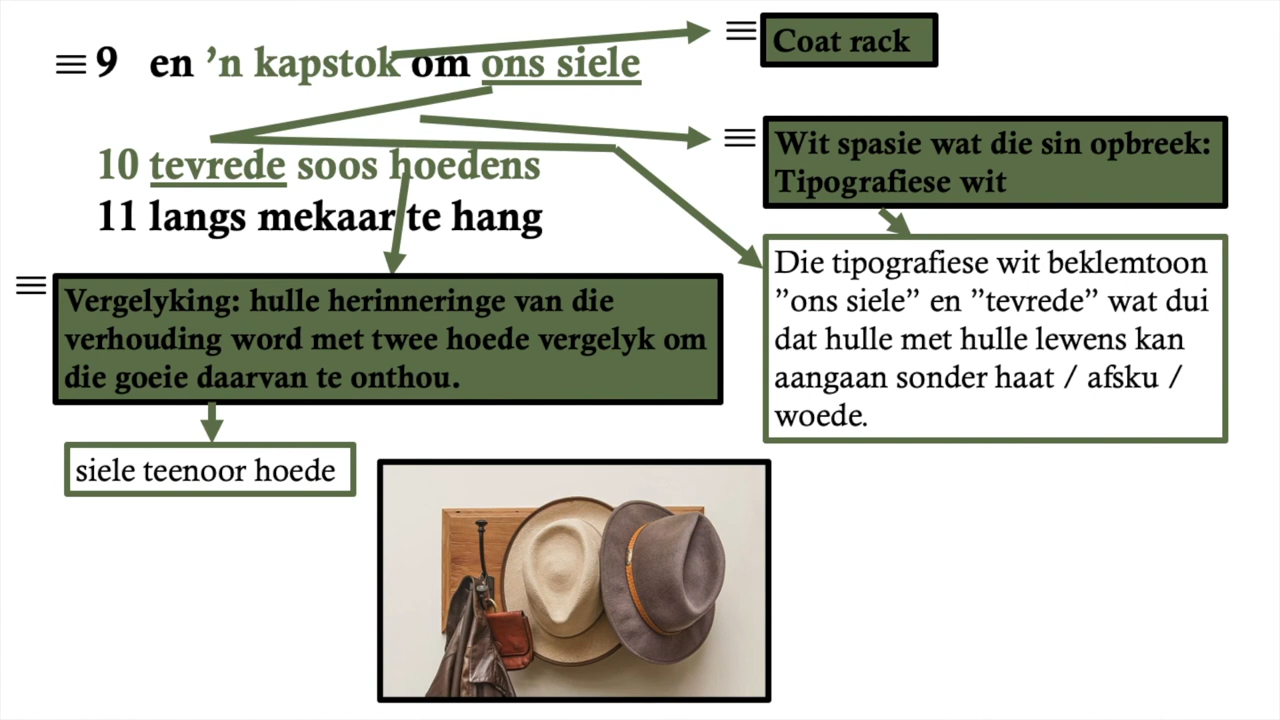 9 en ’n kapstok om ons siele
10 tevrede soos hoedens
11 langs mekaar te hang
Coat rack
Wit spasie wat die sin opbreek:
Tipografiese wit
Die tipografiese wit beklemtoon
”ons siele” en ”tevrede” wat dui
dat hulle met hulle lewens kan
aangaan sonder haat / afsku /
woede.
Vergelyking: hulle herinneringe van die
verhouding word met twee hoede vergelyk om
die goeie daarvan te onthou.
siele teenoor hoede